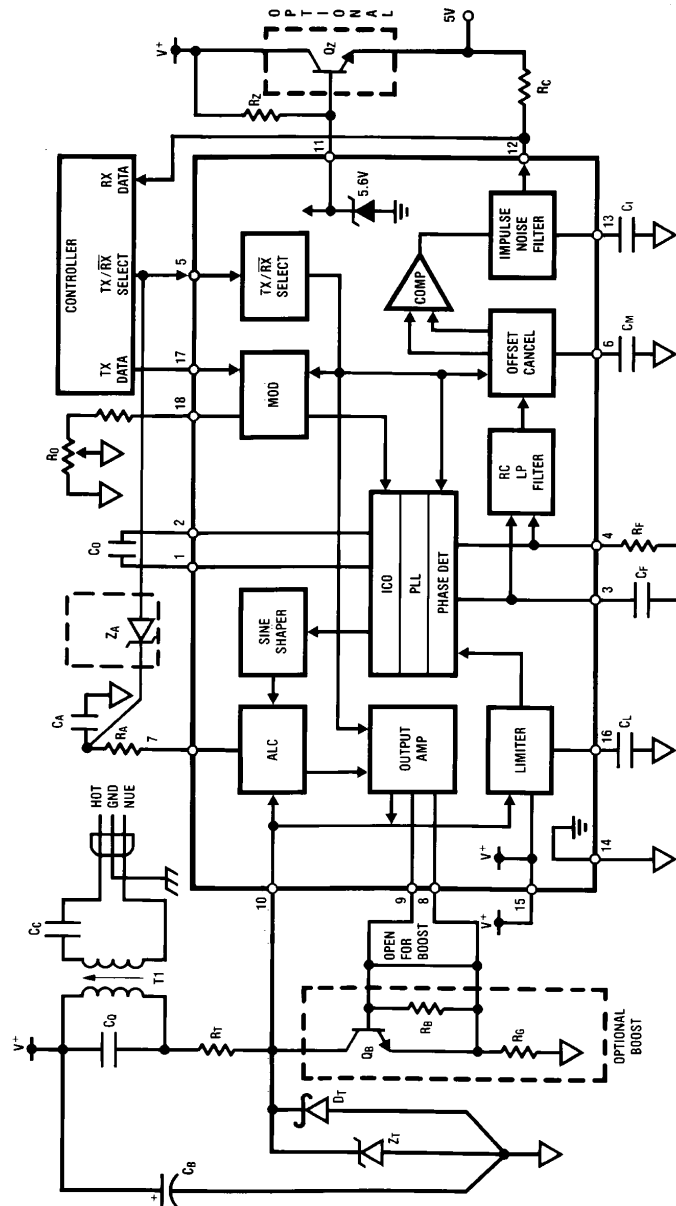 OPTIONAL
V⁺
QZ
RZ
5V
RC
CONTROLLER
RX DATA
TX/R̅X̅ SELECT
TX DATA
RO
CO
ZA
CA
RA
HOT
GND
NUE
CC
T1
V⁺
CQ
RT
CB
+
11
12
5
17
18
2
1
7
10
5.6V
T̅X̅/RX SELECT
MOD
SINE SHAPER
ALC
COMP
IMPULSE NOISE FILTER
OFFSET CANCEL
RC LP FILTER
ICO
PLL
PHASE DET
OUTPUT AMP
LIMITER
V⁺
V⁺
13
CI
6
CM
4
RF
3
CF
16
CL
14
15
9
8
OPEN FOR BOOST
QB
RB
RG
OPTIONAL BOOST
DT
ZT